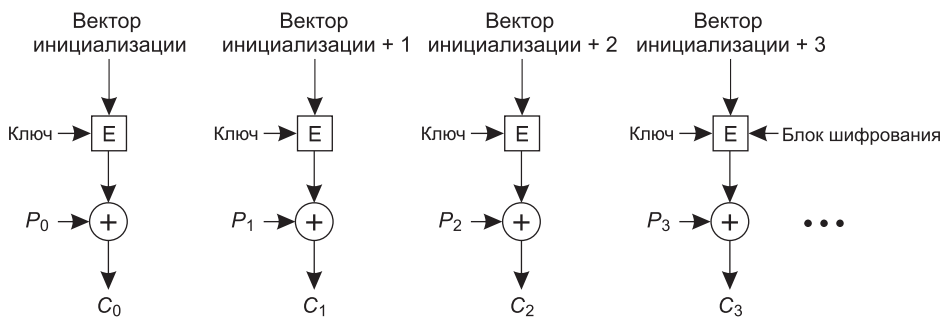 Вектор
инициализации
Вектор
инициализации + 1
Вектор
инициализации + 2
Вектор
инициализации + 3
Ключ
E
Ключ
E
Ключ
E
Ключ
E
Блок шифрования
P0
+
P1
+
P2
+
P3
+
•••
C0
C1
C2
C3